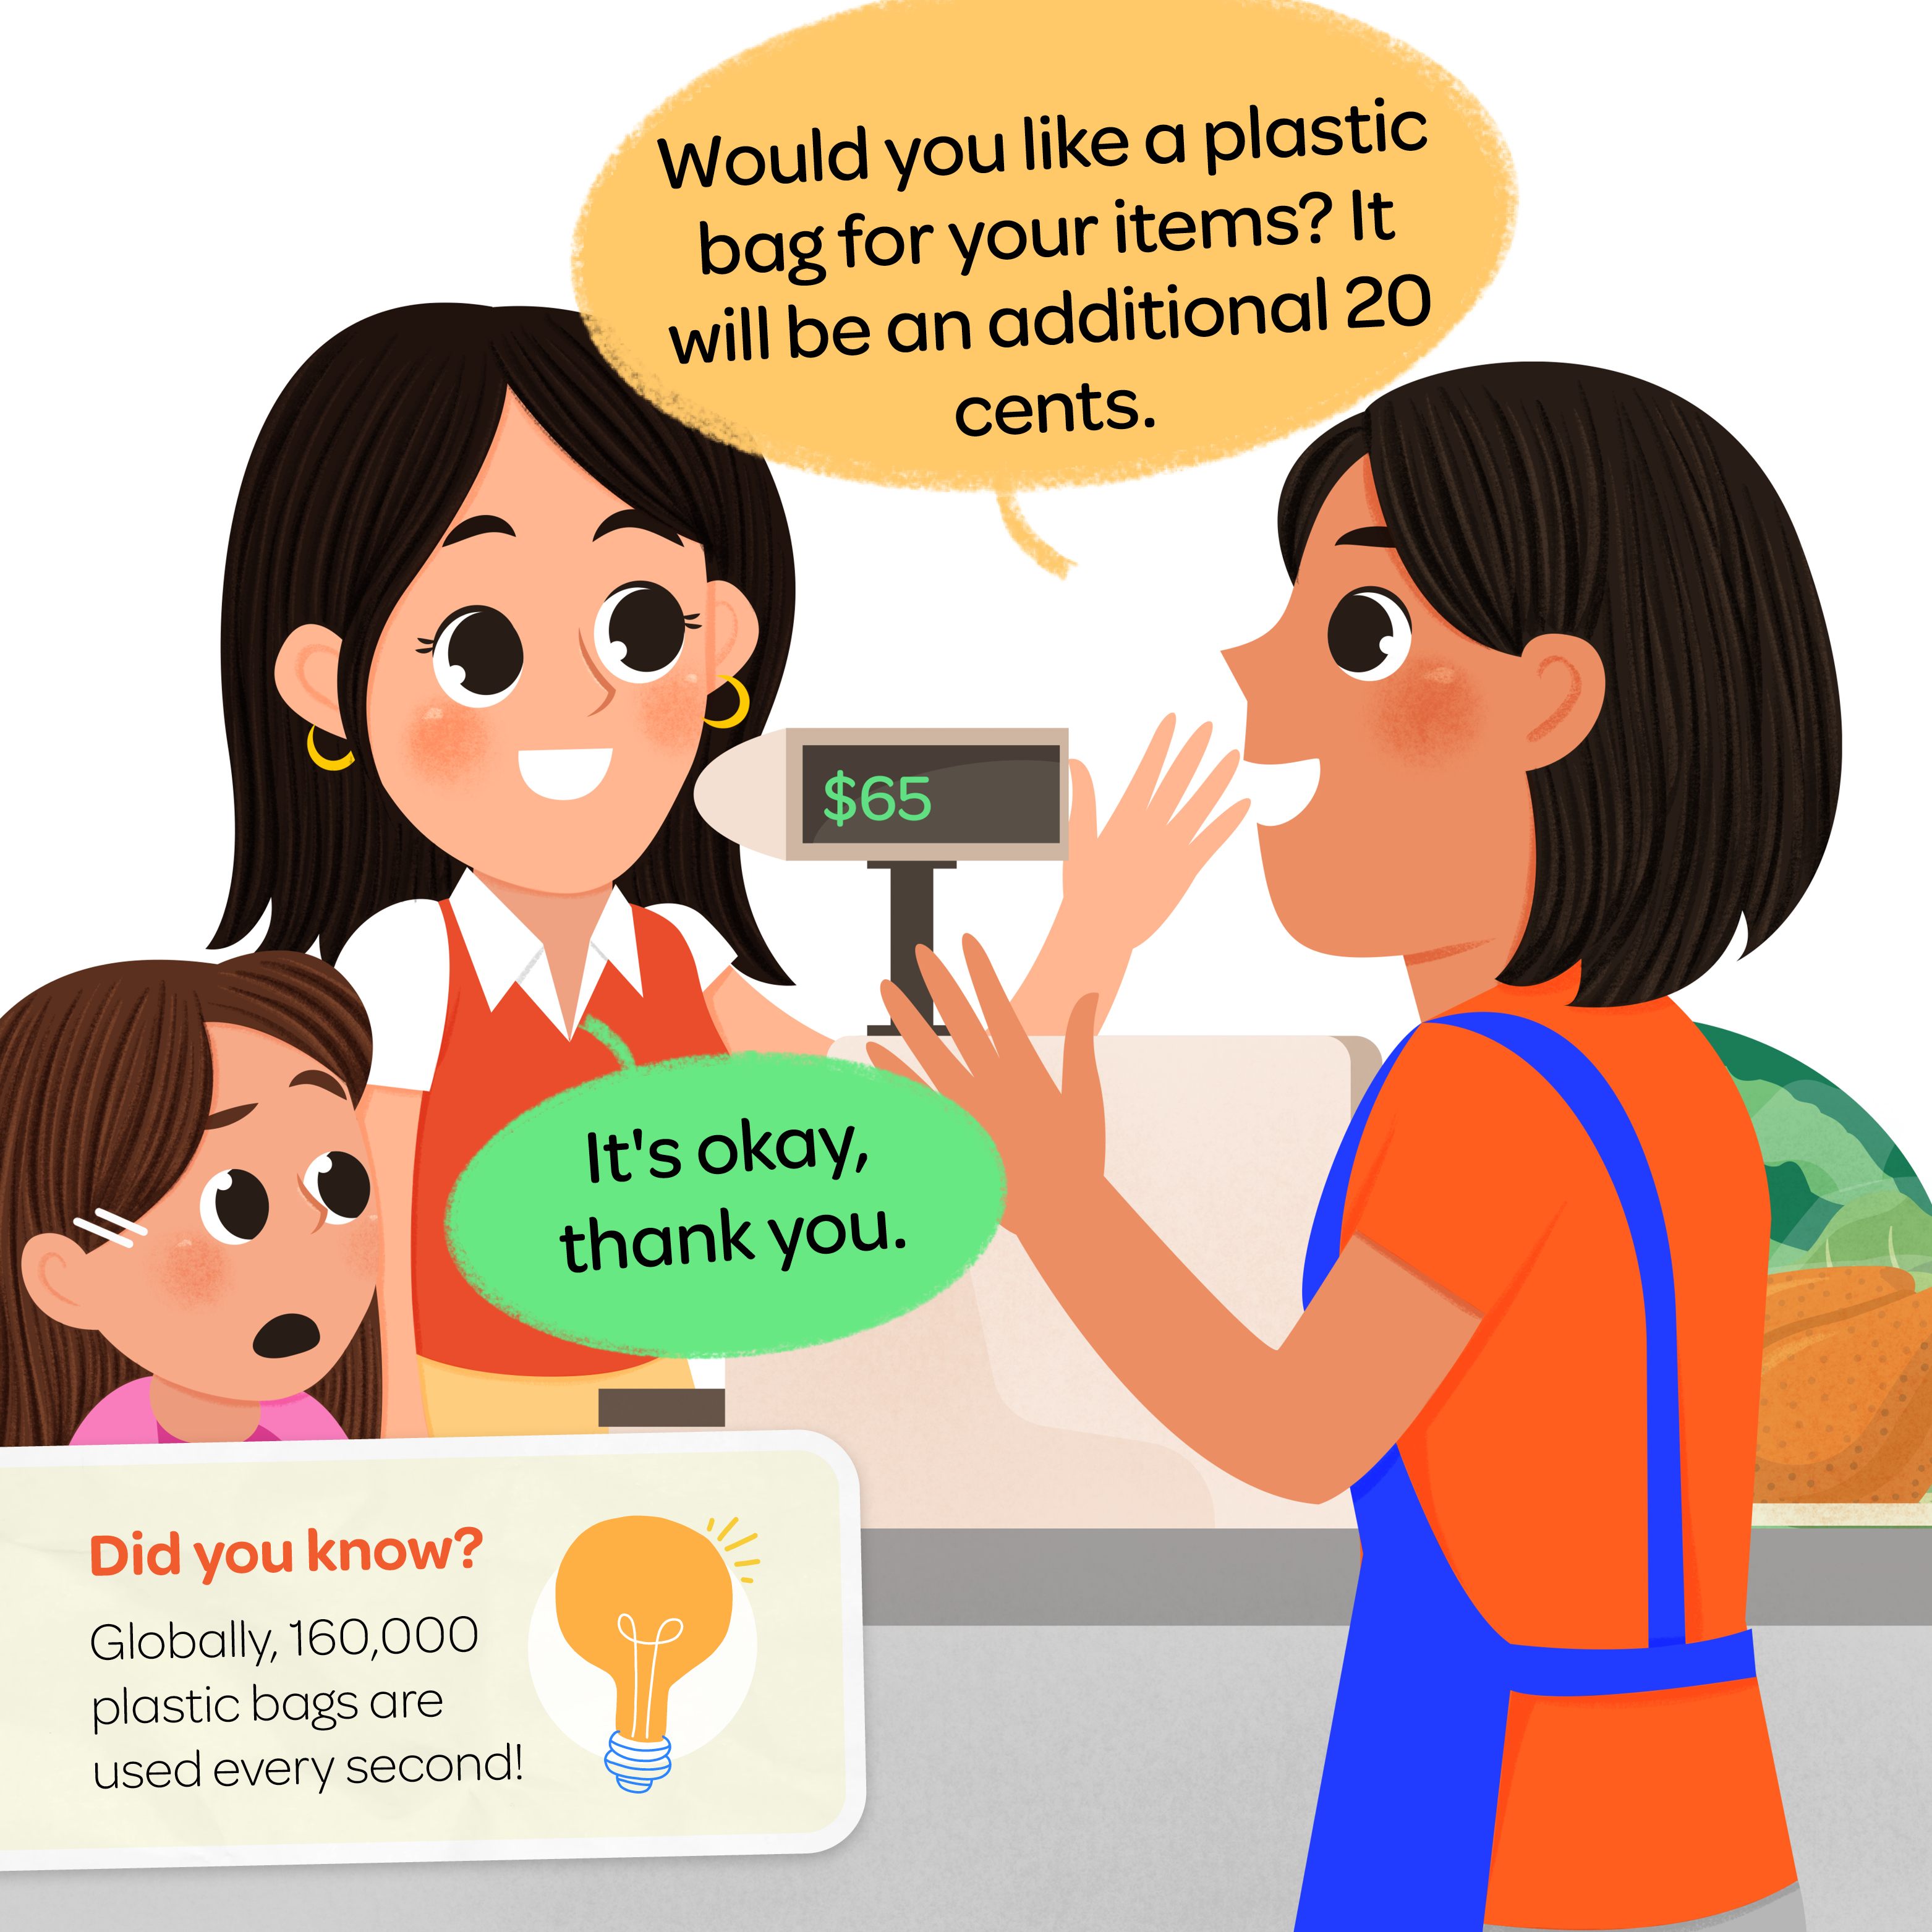 Would you like a plastic
bag for your items? It
will be an additional 20
cents.
$65
It's okay,
thank you.
Did you know?
Globally, 160,000
plastic bags are
used every second!